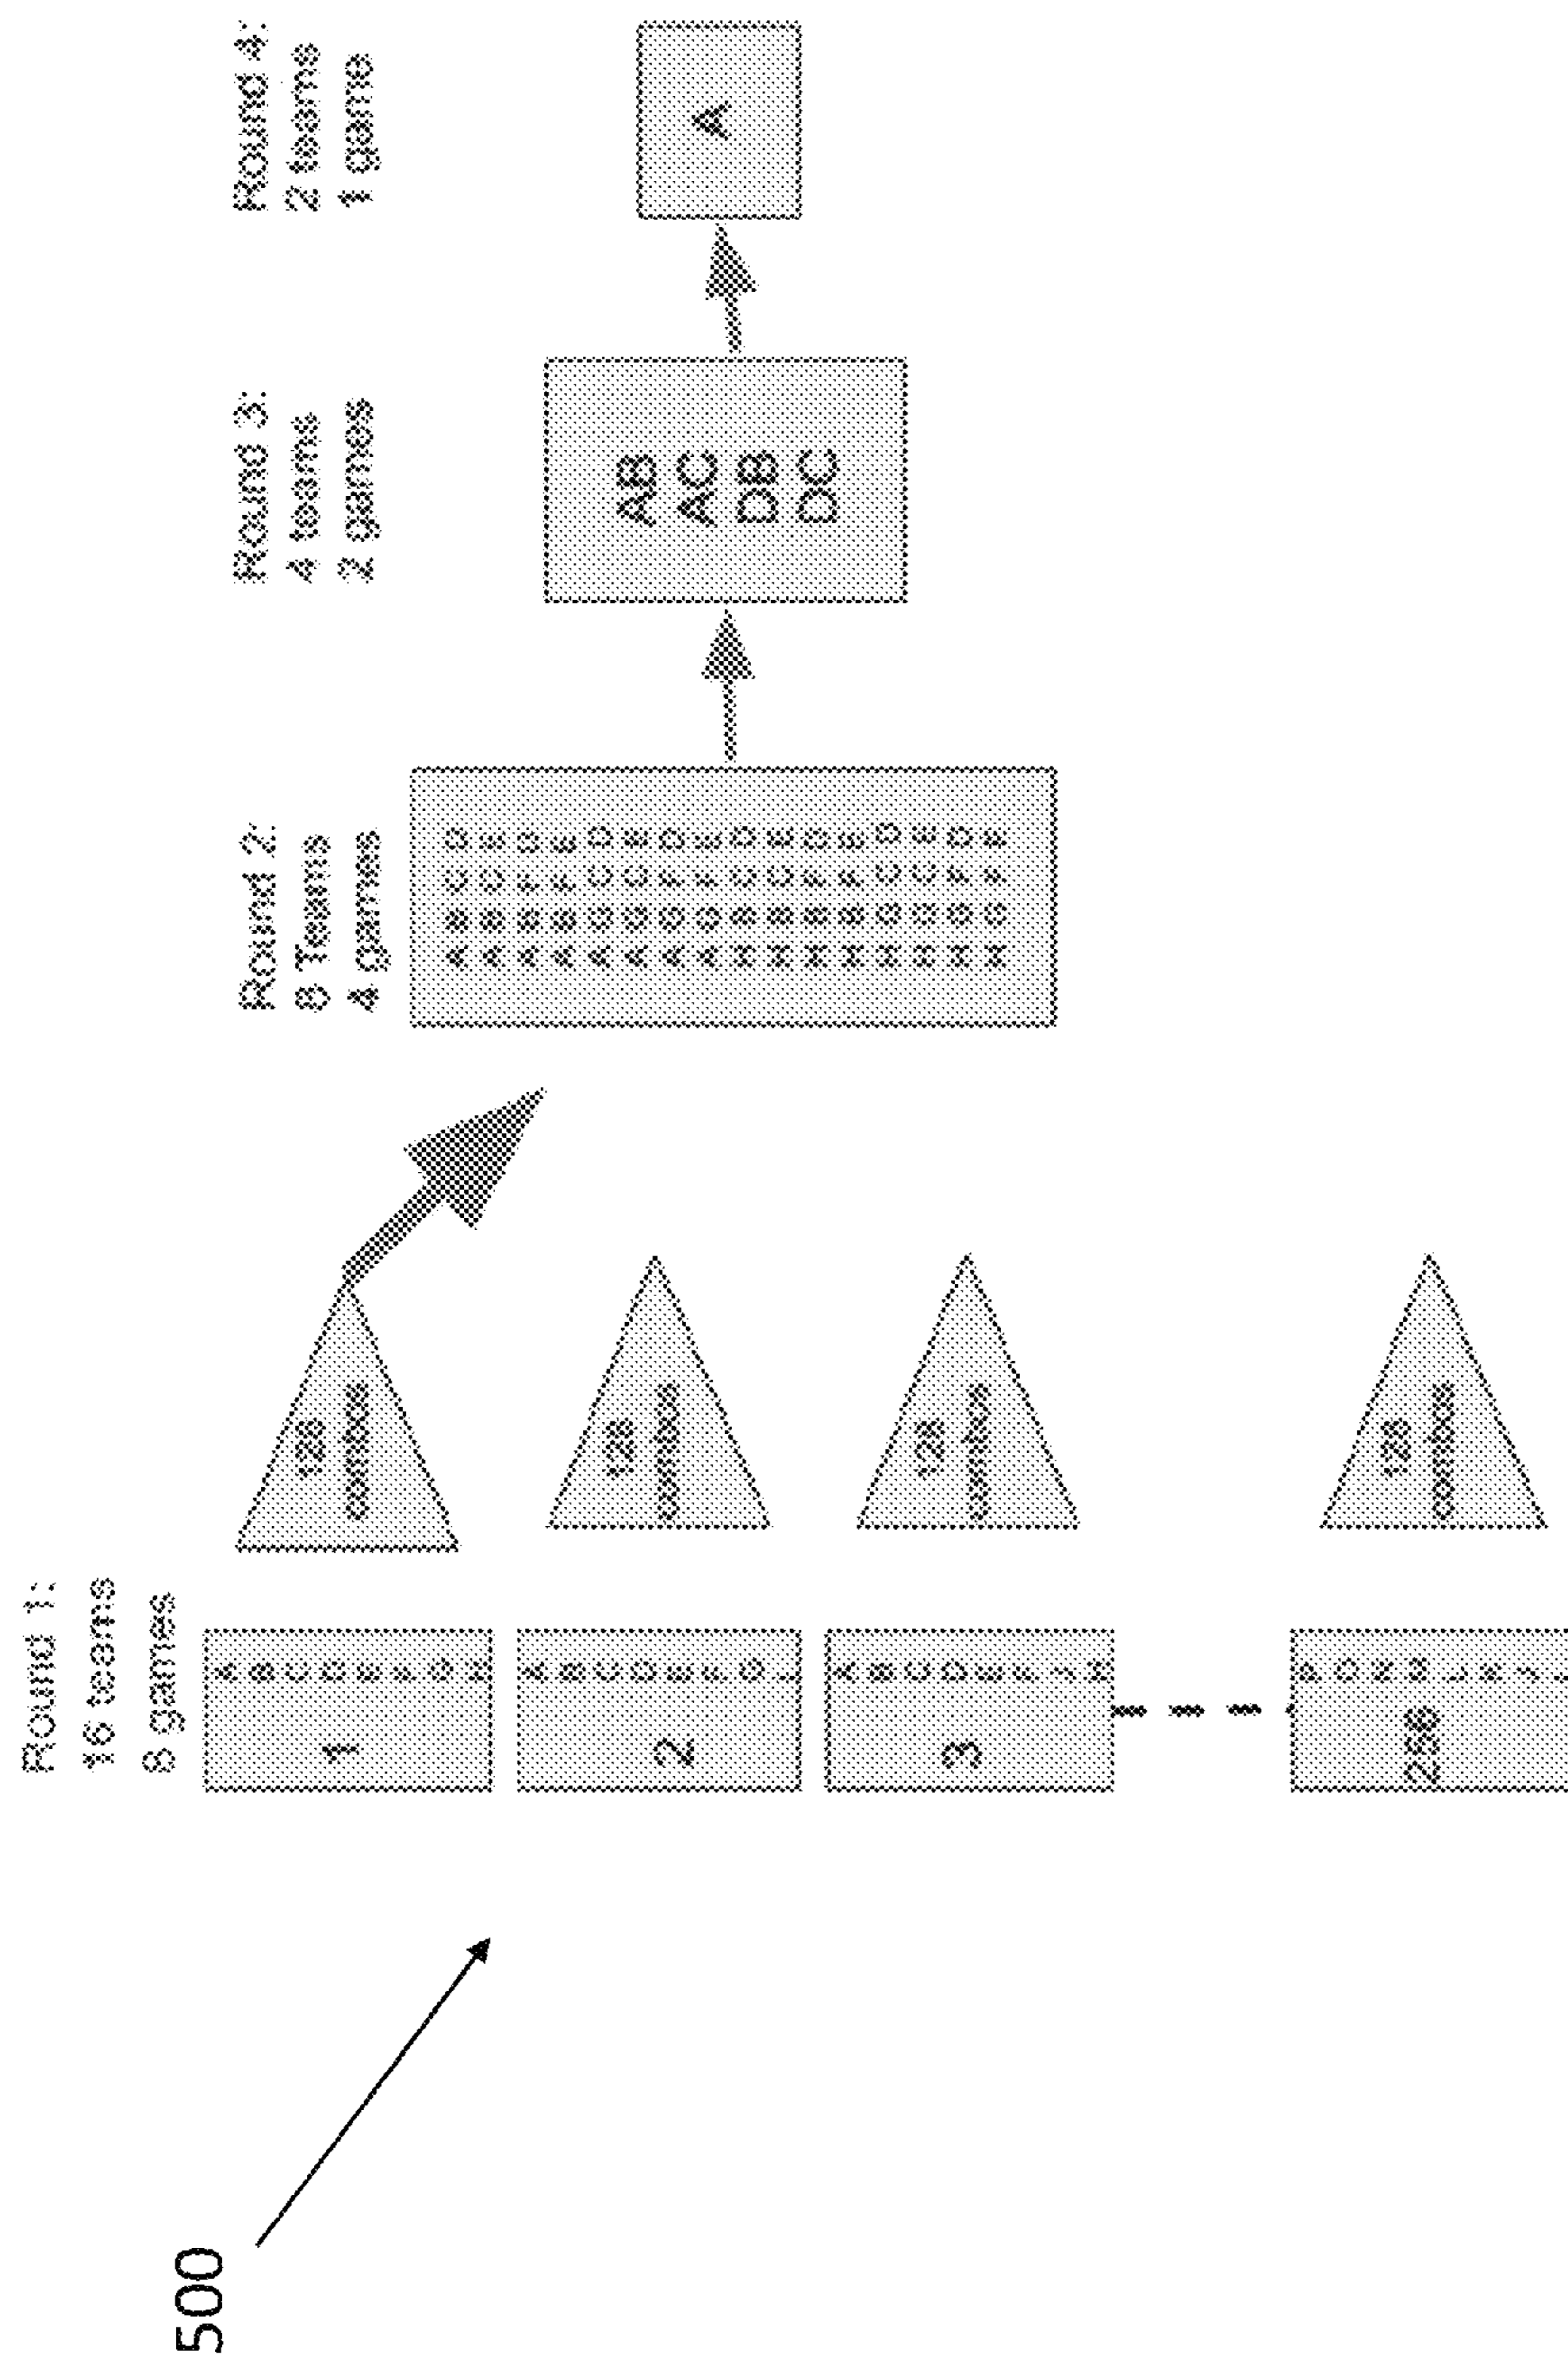 500
Round 1:
16 teams
8 games
1
A
B
C
D
E
F
G
H
128
combos
2
A
B
C
D
E
F
G
128
combos
3
A
B
C
D
E
F
H
128
combos
256
P
O
N
M
L
K
128
combos
Round 2:
8 Teams
4 games
A B C D
A B C E
A B F D
A B F E
A G C D
A G C E
A G F D
A G F E
H B C D
H B C E
H B F D
H B F E
H G C D
H G C E
H G F D
H G F E
Round 3:
4 teams
2 games
AB
AC
DB
DC
Round 4:
2 teams
1 game
A